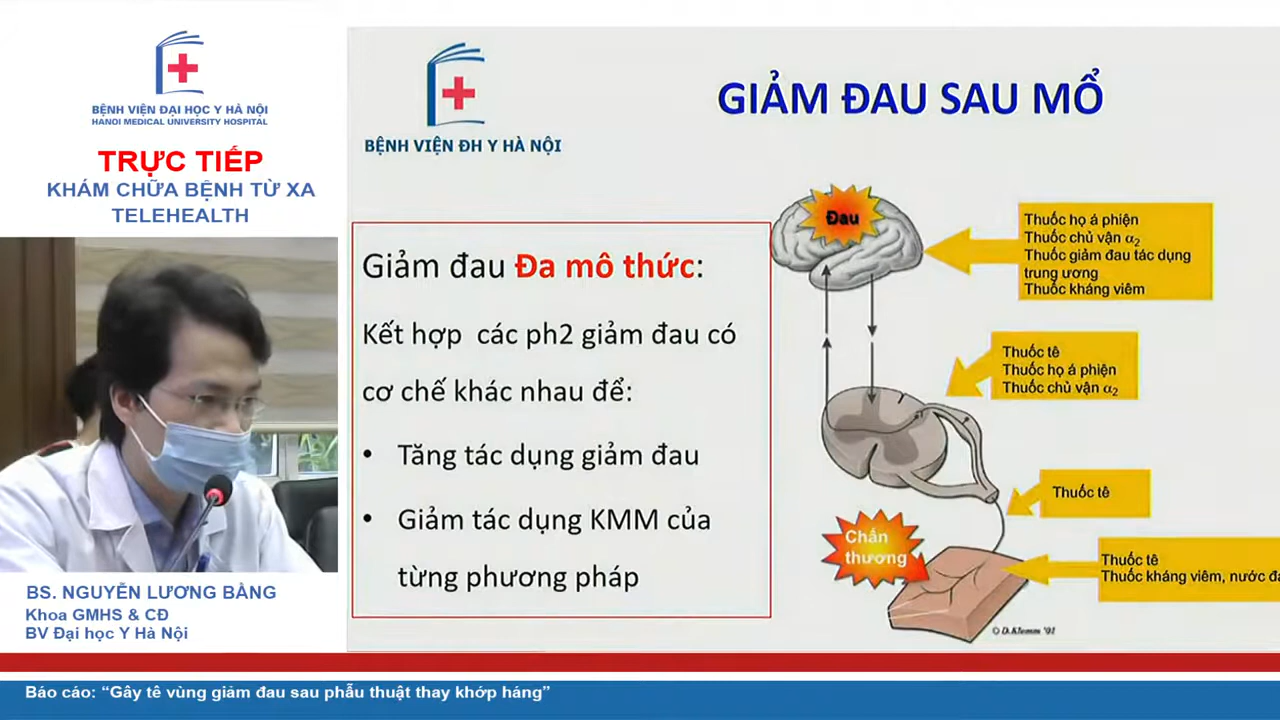 BỆNH VIỆN ĐẠI HỌC Y HÀ NỘI
HANOI MEDICAL UNIVERSITY HOSPITAL
TRỰC TIẾP
KHÁM CHỮA BỆNH TỪ XA
TELEHEALTH
BS. NGUYỄN LƯƠNG BẰNG
Khoa GMHS & CĐ
BV Đại học Y Hà Nội
BỆNH VIỆN ĐH Y HÀ NỘI
GIẢM ĐAU SAU MỔ
Giảm đau Đa mô thức:
Kết hợp các ph2 giảm đau có
cơ chế khác nhau để:
• Tăng tác dụng giảm đau
• Giảm tác dụng KMM của
từng phương pháp
Đau
Thuốc họ á phiện
Thuốc chủ vận α2
Thuốc giảm đau tác dụng
trung ương
Thuốc kháng viêm
Thuốc tê
Thuốc họ á phiện
Thuốc chủ vận α2
Thuốc tê
Chấn
thương
Thuốc tê
Thuốc kháng viêm, nước đá
© D.Klemm '01
Báo cáo: “Gây tê vùng giảm đau sau phẫu thuật thay khớp háng”